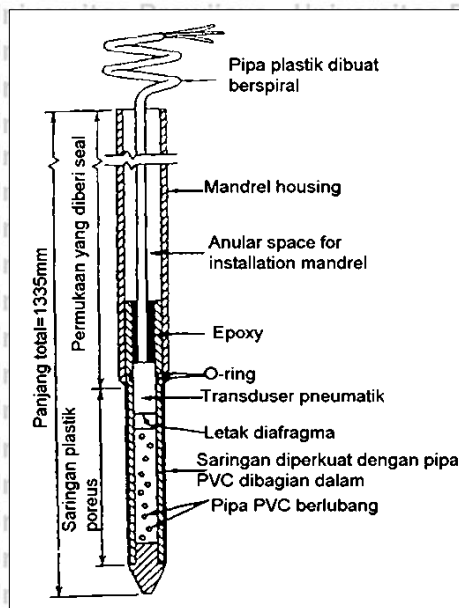 Pipa plastik dibuat
berspiral
Mandrel housing
Anular space for
installation mandrel
Epoxy
O-ring
Transduser pneumatik
Letak diafragma
Saringan diperkuat dengan pipa
PVC dibagian dalam
Pipa PVC berlubang
Panjang total=1335mm
Permukaan yang diberi seal
Saringan plastik
poreus